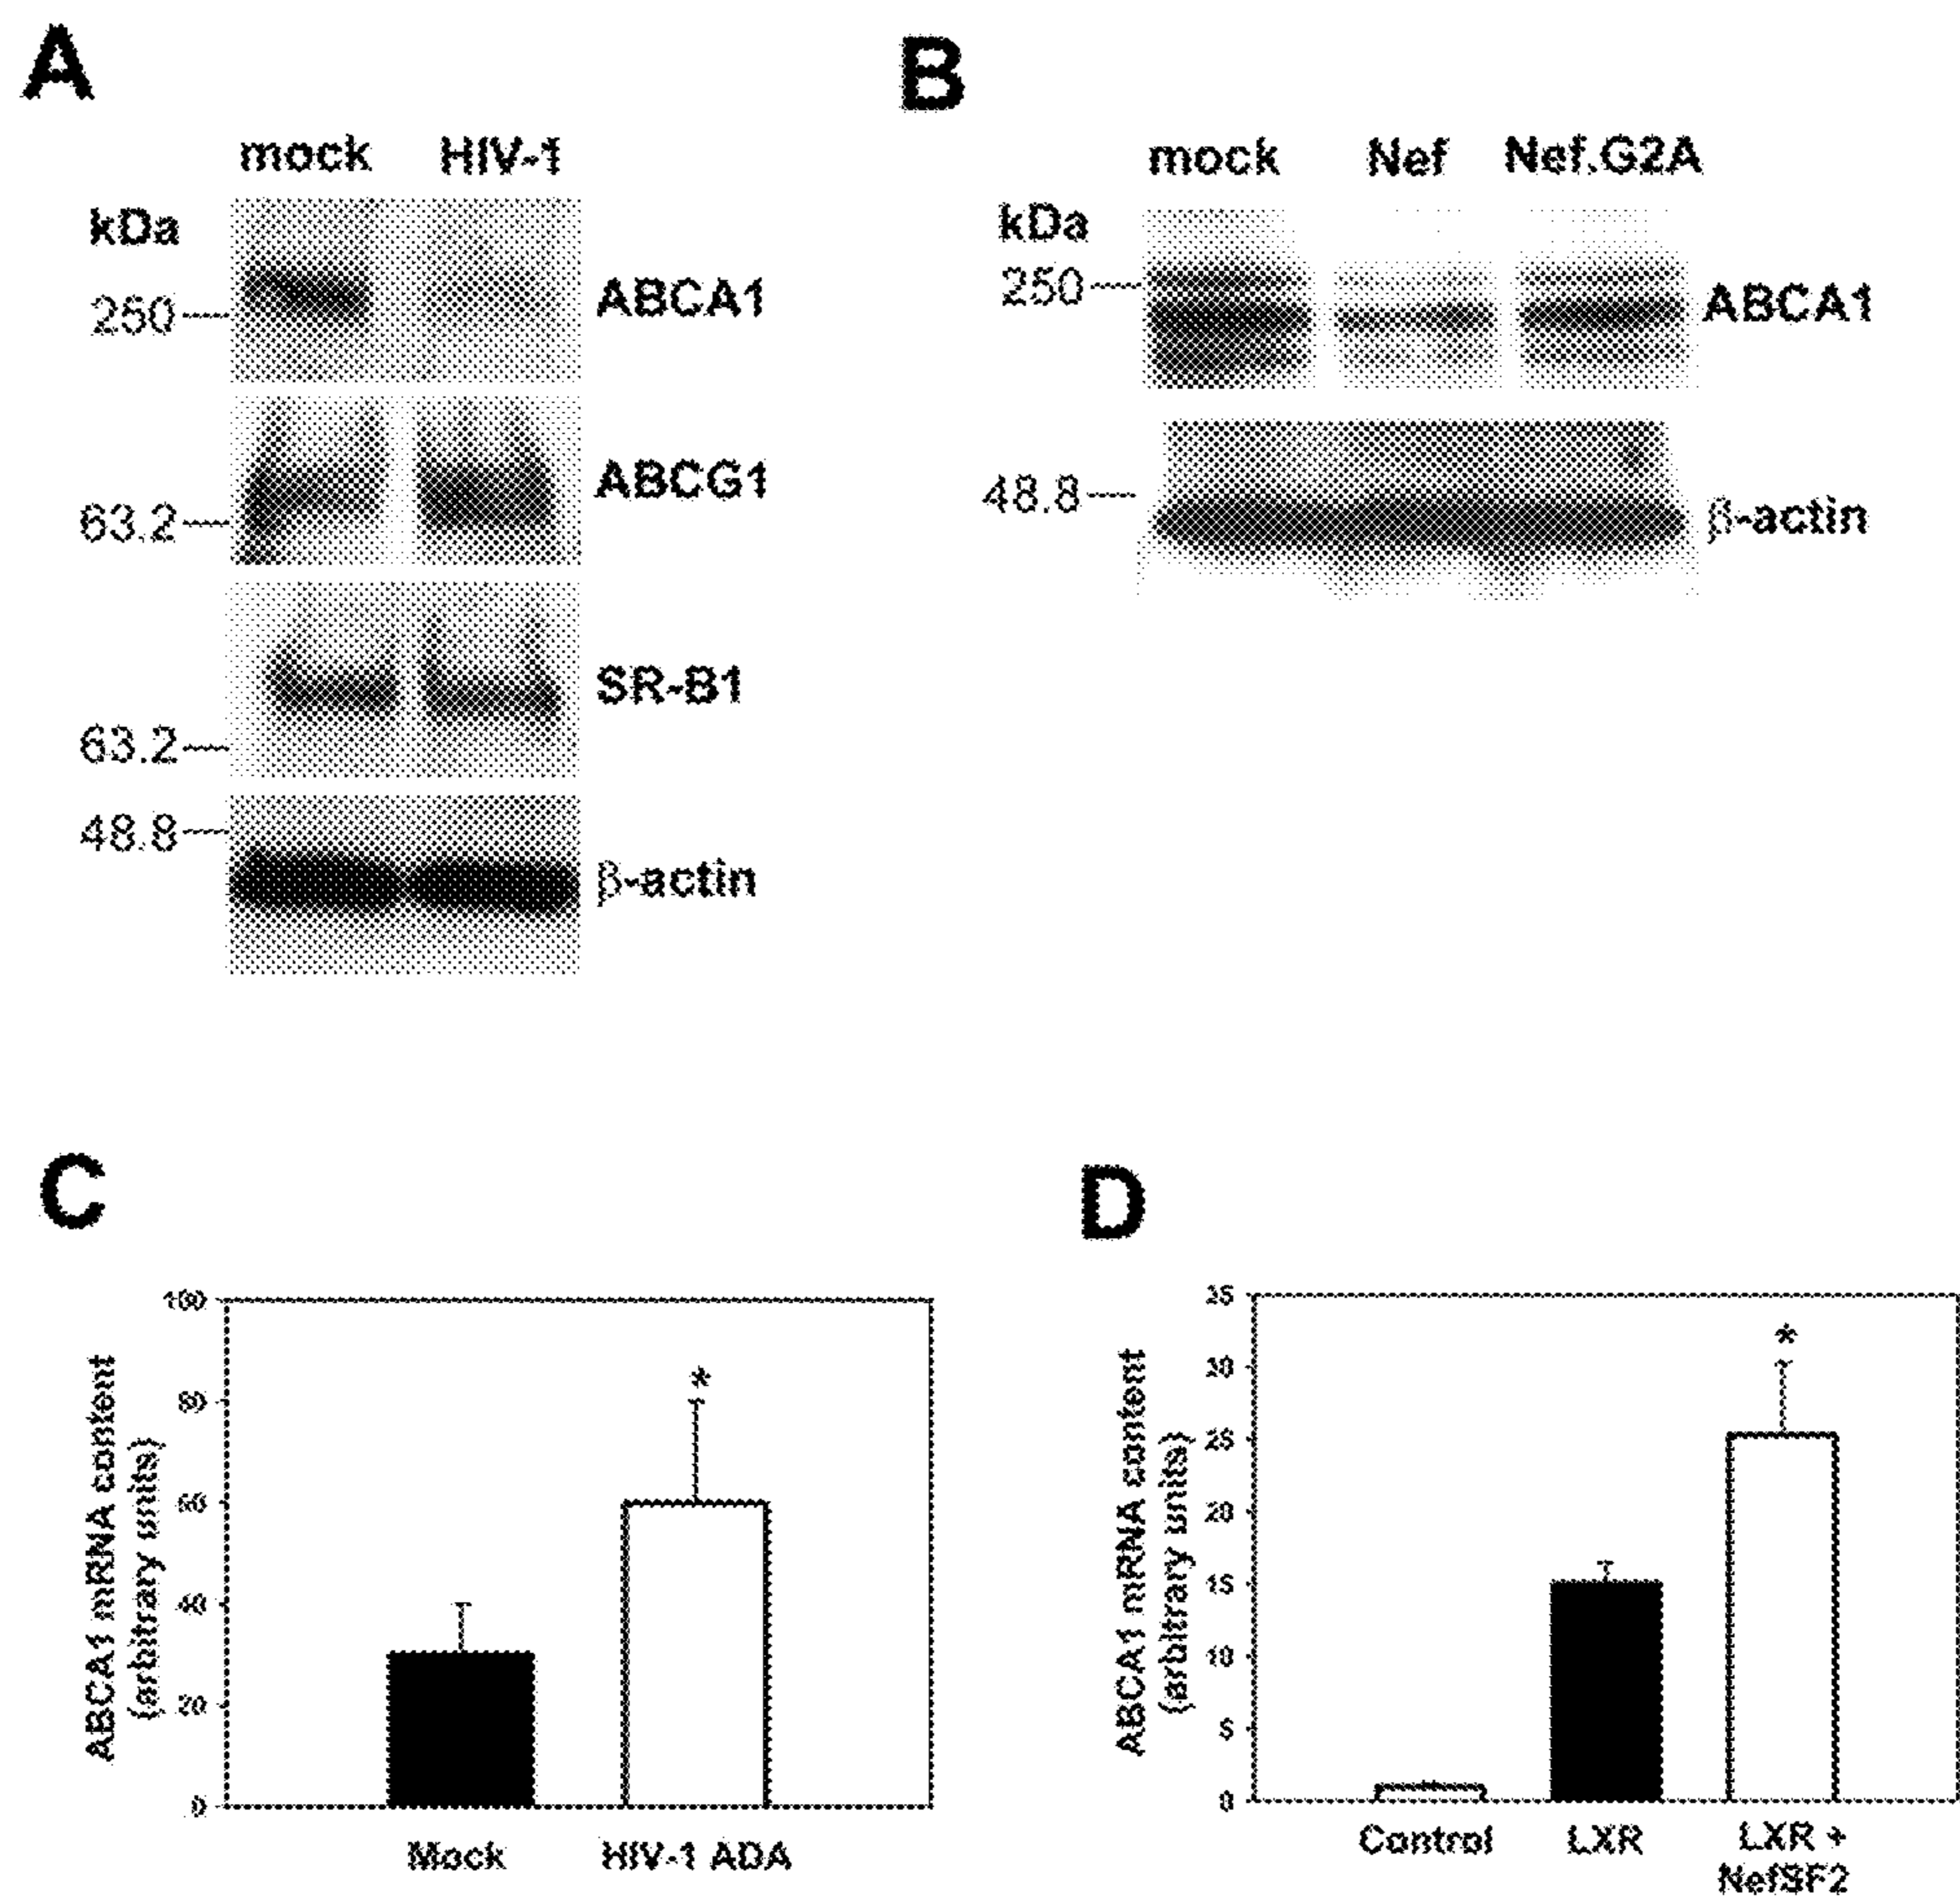 A
mock HIV-1
kDa
250
ABCA1
63.2
ABCG1
63.2
SR-B1
48.8
β-actin
B
mock Nef Nef.G2A
kDa
250
ABCA1
48.8
β-actin
C
ABCA1 mRNA content
(arbitrary units)
100
80
60
40
20
0
*
Mock HIV-1 ADA
D
ABCA1 mRNA content
(arbitrary units)
35
30
25
20
15
10
5
0
*
Control LXR LXR +
NefSF2